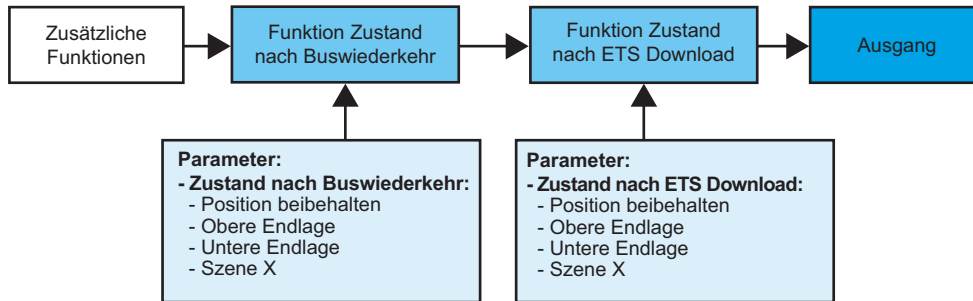 Zusätzliche
Funktionen
Funktion Zustand
nach Buswiederkehr
Funktion Zustand
nach ETS Download
Ausgang
Parameter:
- Zustand nach Buswiederkehr:
- Position beibehalten
- Obere Endlage
- Untere Endlage
- Szene X
Parameter:
- Zustand nach ETS Download:
- Position beibehalten
- Obere Endlage
- Untere Endlage
- Szene X